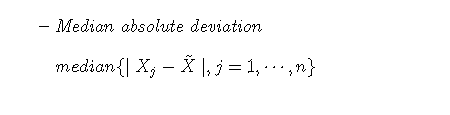 – Median absolute deviation
median{| X_j − X̃ |, j = 1, ⋯, n}